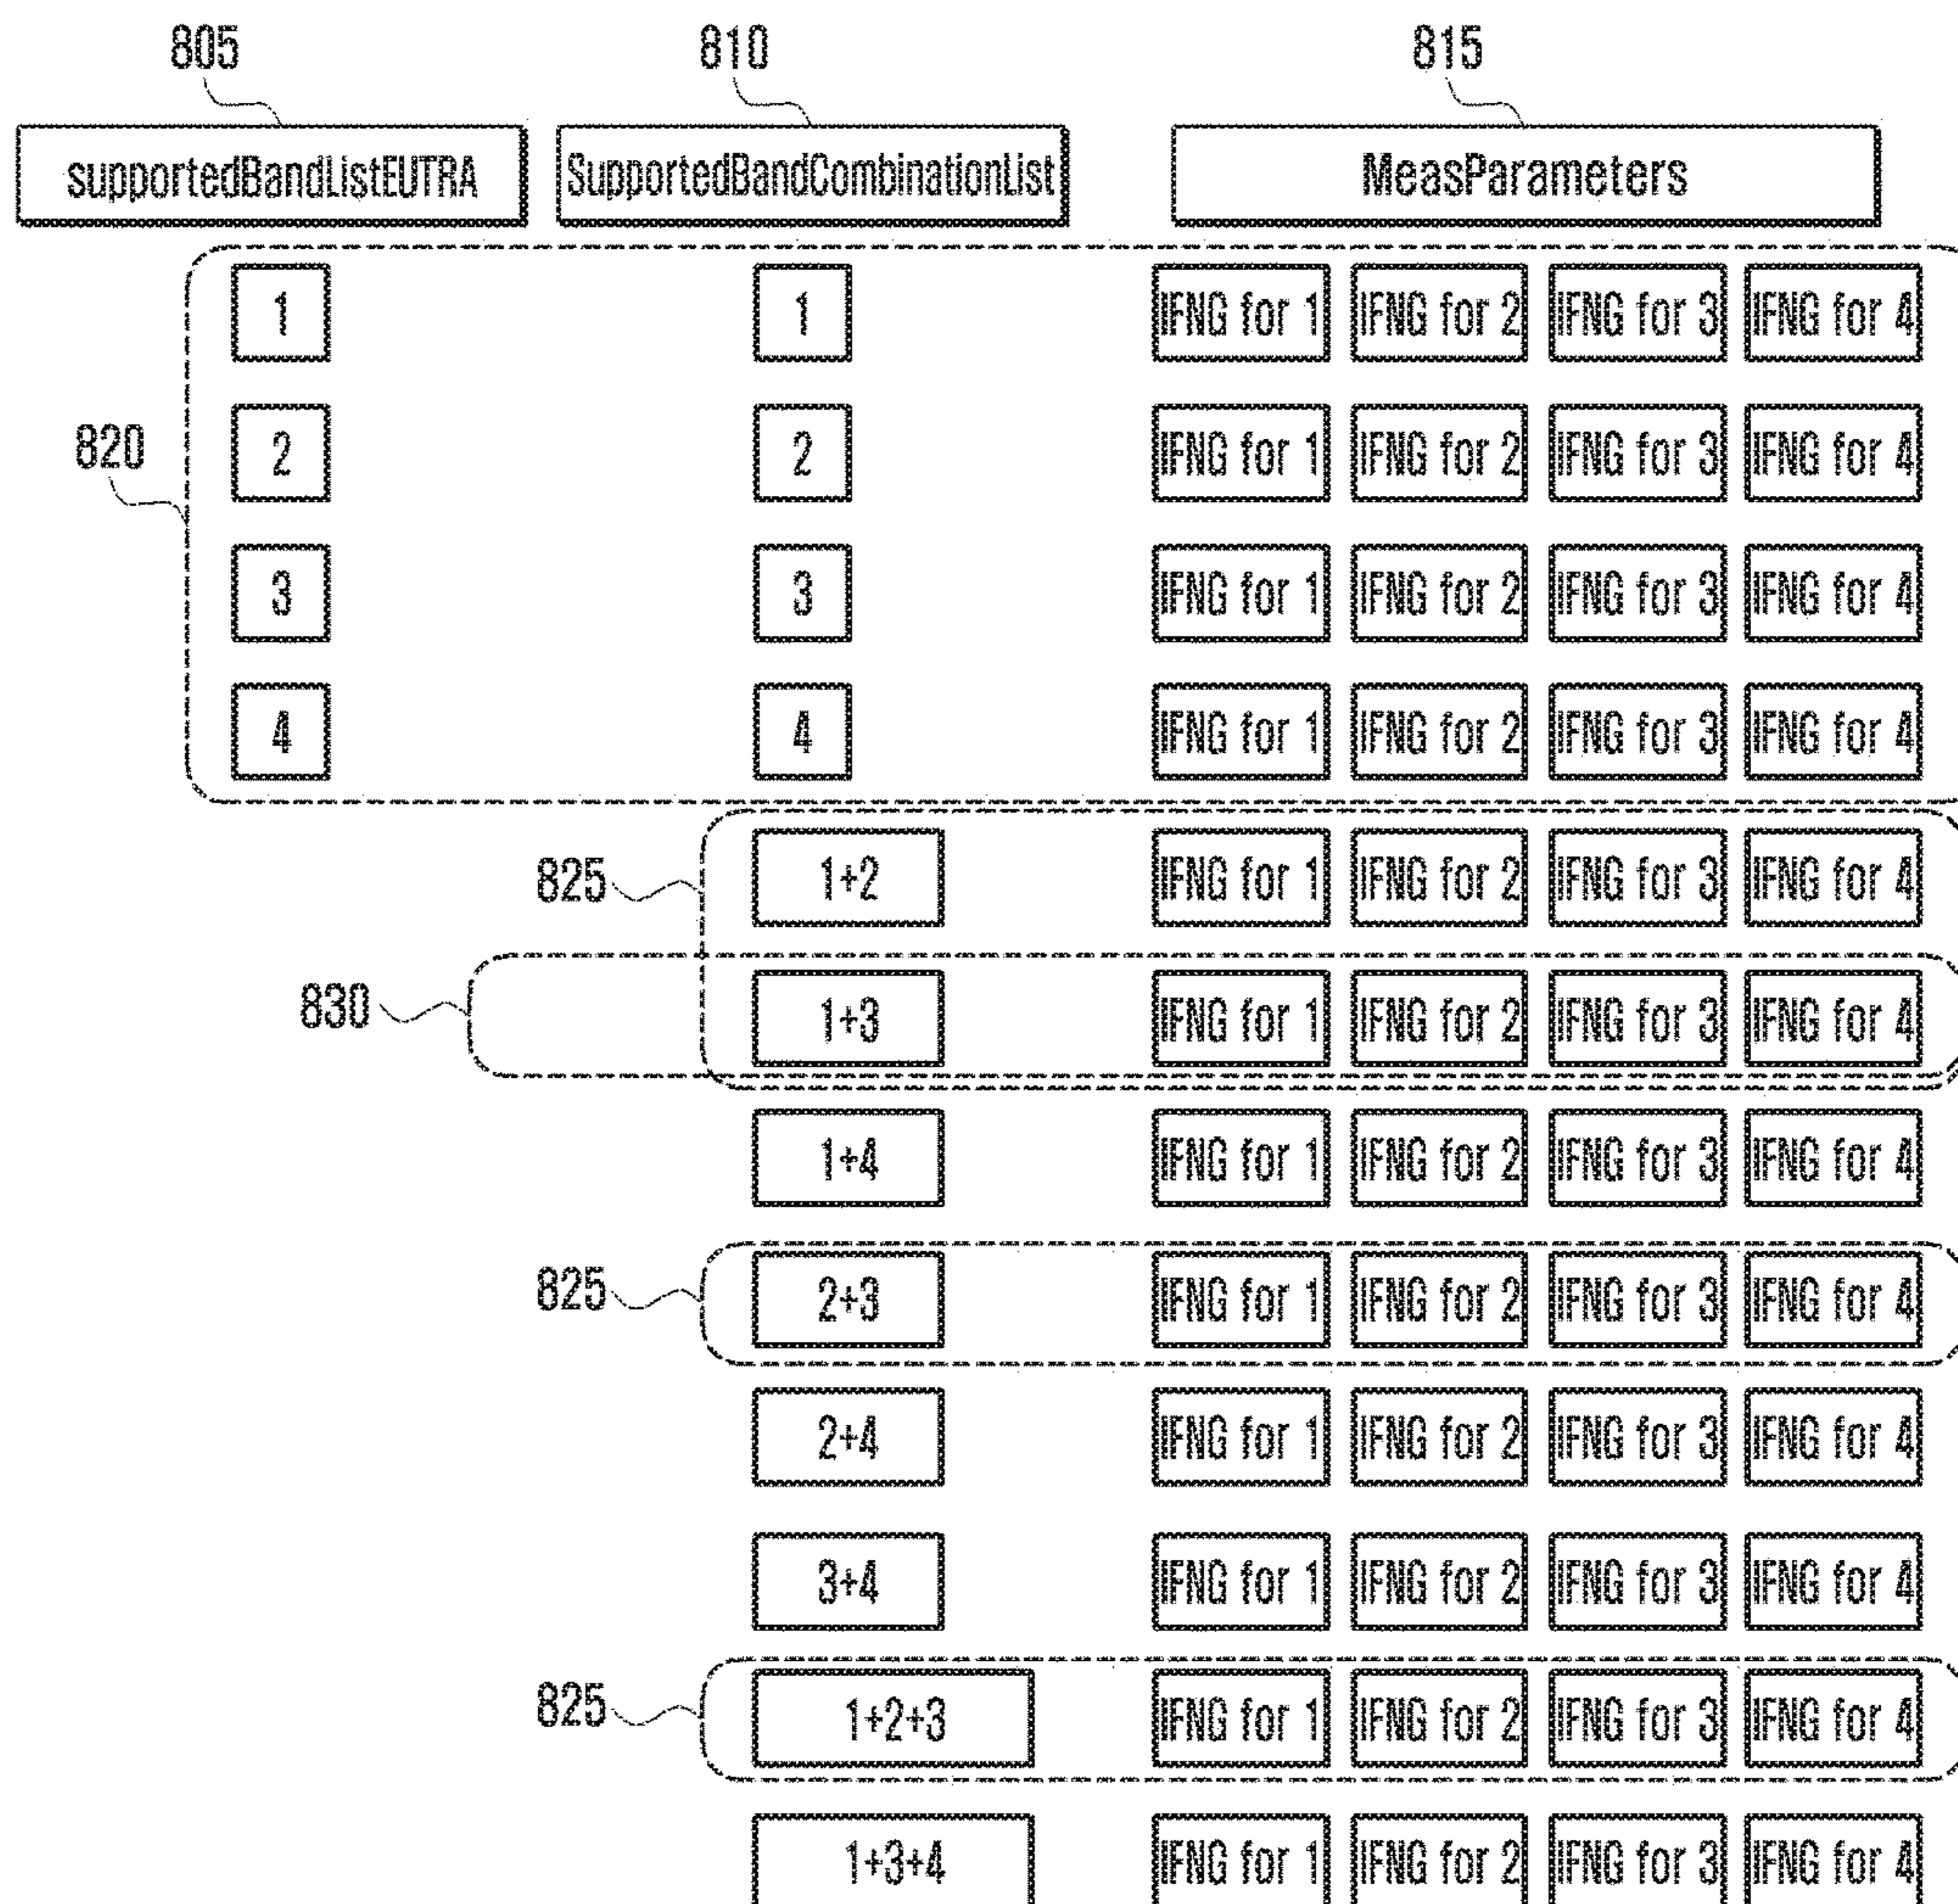 805 810 815
supportedBandListEUTRA SupportedBandCombinationList MeasParameters
1 1 IFNG for 1 IFNG for 2 IFNG for 3 IFNG for 4
820 2 2 IFNG for 1 IFNG for 2 IFNG for 3 IFNG for 4
3 3 IFNG for 1 IFNG for 2 IFNG for 3 IFNG for 4
4 4 IFNG for 1 IFNG for 2 IFNG for 3 IFNG for 4
825 1+2 IFNG for 1 IFNG for 2 IFNG for 3 IFNG for 4
830 1+3 IFNG for 1 IFNG for 2 IFNG for 3 IFNG for 4
1+4 IFNG for 1 IFNG for 2 IFNG for 3 IFNG for 4
825 2+3 IFNG for 1 IFNG for 2 IFNG for 3 IFNG for 4
2+4 IFNG for 1 IFNG for 2 IFNG for 3 IFNG for 4
3+4 IFNG for 1 IFNG for 2 IFNG for 3 IFNG for 4
825 1+2+3 IFNG for 1 IFNG for 2 IFNG for 3 IFNG for 4
1+3+4 IFNG for 1 IFNG for 2 IFNG for 3 IFNG for 4